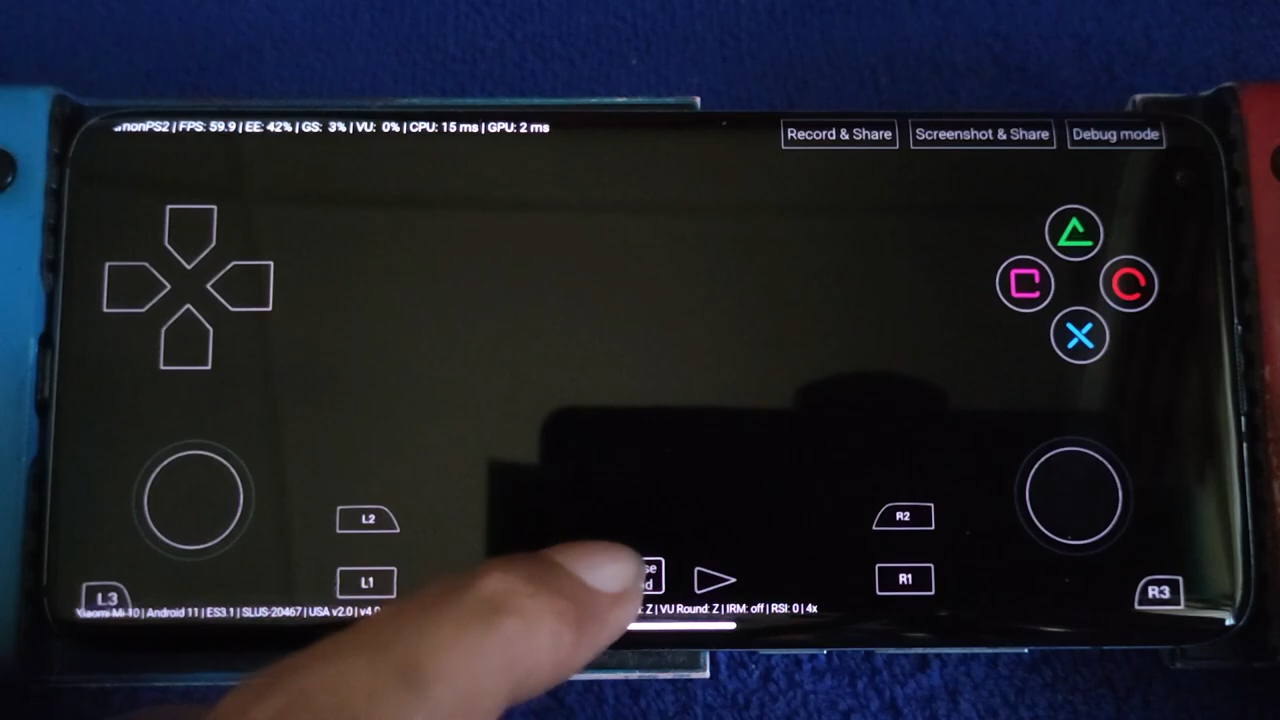 monPS2 | FPS: 59.9 | EE: 42% | GS: 3% | VU: 0% | CPU: 15 ms | GPU: 2 ms
Record & Share
Screenshot & Share
Debug mode
L2
R2
L1
R1
L3
R3
Xiaomi Mi 10 | Android 11 | ES3.1 | SLUS-20467 | USA v2.0 | v4.0
Z | VU Round: Z | IRM: off | RSI: 0 | 4x